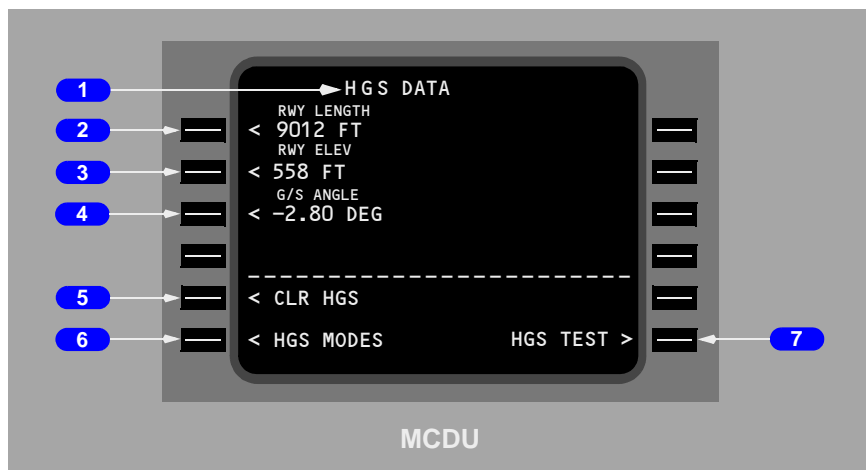 1
HGS DATA
RWY LENGTH
2
< 9012 FT
RWY ELEV
3
< 558 FT
G/S ANGLE
4
< -2.80 DEG
5
< CLR HGS
6
< HGS MODES HGS TEST >
7
MCDU